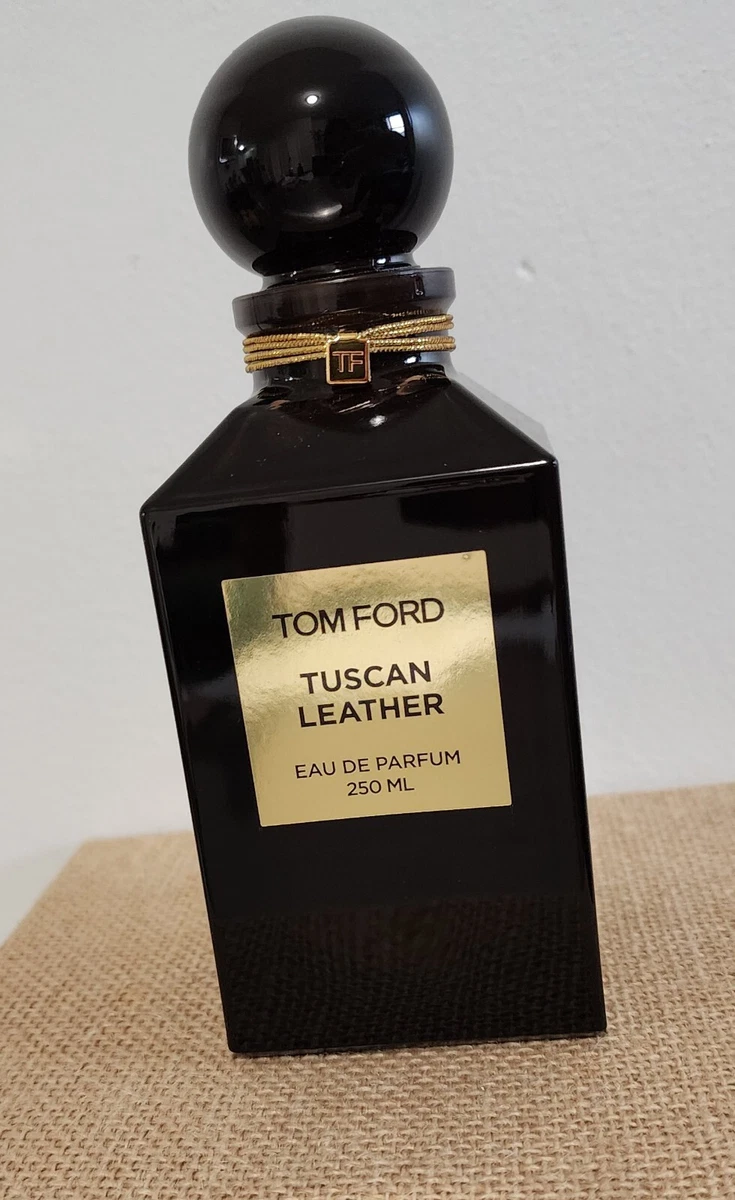 TF
TOM FORD
TUSCAN
LEATHER
EAU DE PARFUM
250 ML